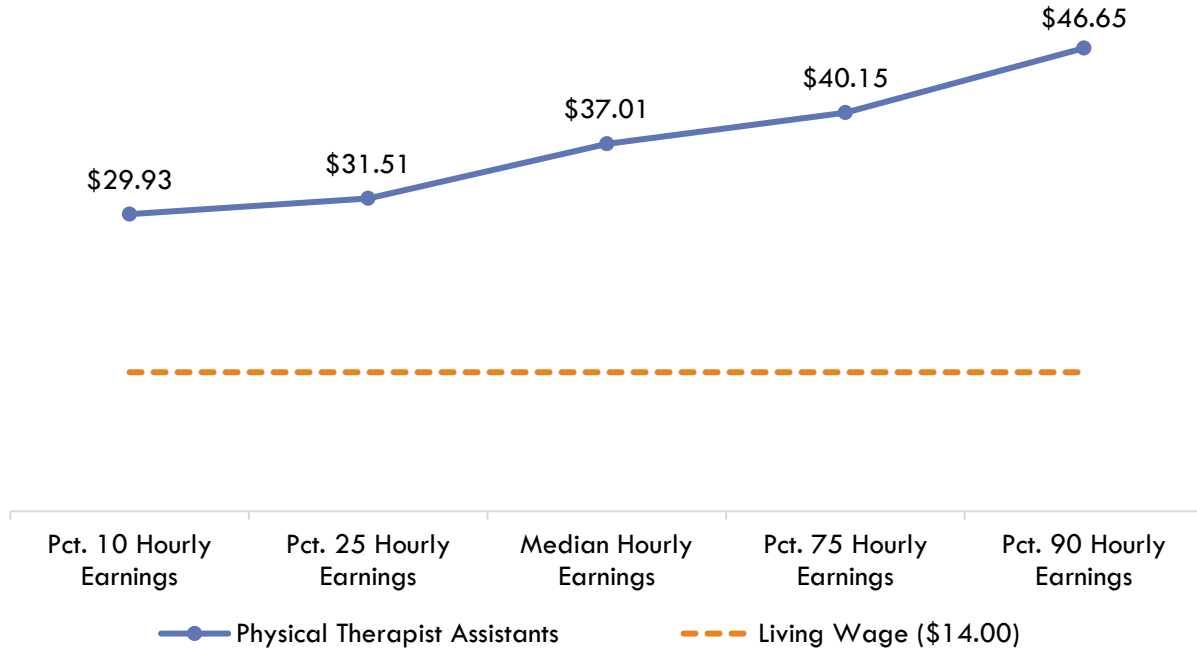 $46.65
$40.15
$37.01
$31.51
$29.93
Pct. 10 Hourly
Earnings
Pct. 25 Hourly
Earnings
Median Hourly
Earnings
Pct. 75 Hourly
Earnings
Pct. 90 Hourly
Earnings
Physical Therapist Assistants
Living Wage ($14.00)